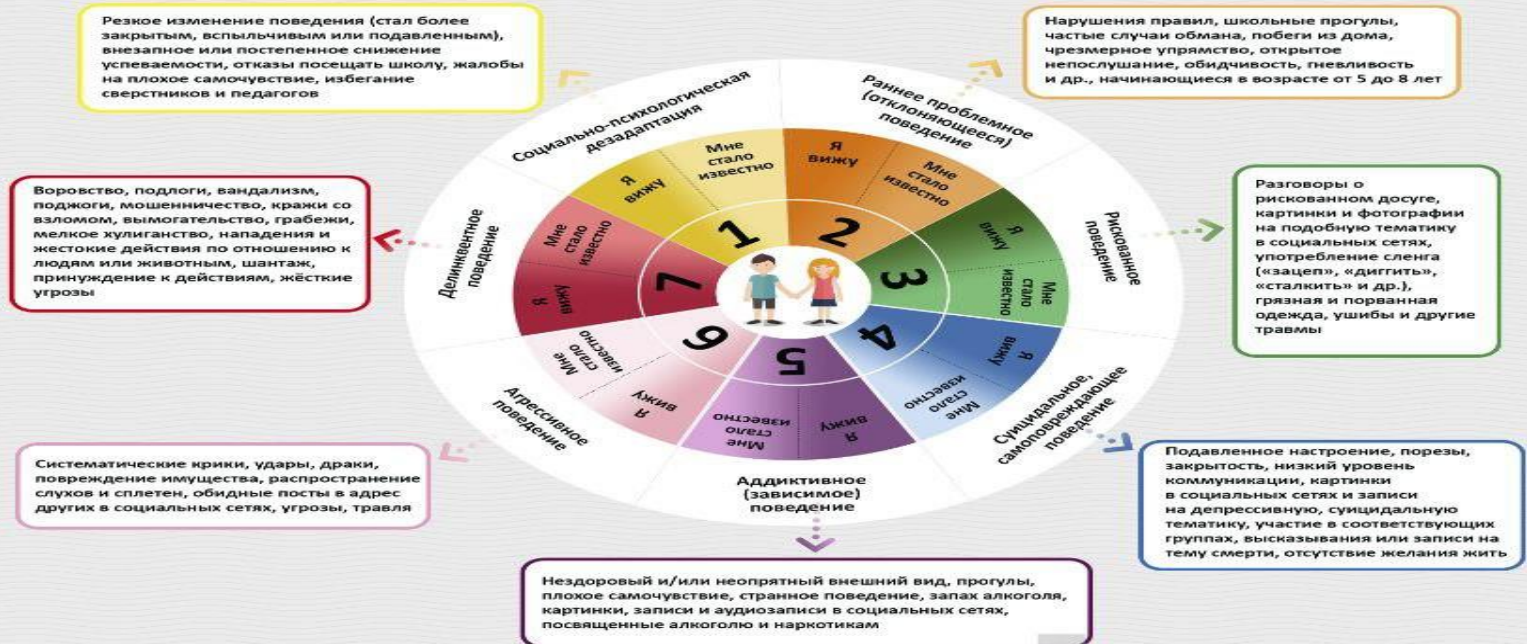 Резкое изменение поведения (стал более
закрытым, вспыльчивым или подавленным),
внезапное или постепенное снижение
успеваемости, отказы посещать школу, жалобы
на плохое самочувствие, избегание
сверстников и педагогов
Нарушения правил, школьные прогулы,
частые случаи обмана, побеги из дома,
чрезмерное упрямство, открытое
непослушание, обидчивость, гневливость
и др., начинающиеся в возрасте от 5 до 8 лет
Социально-психологическая
дезадаптация
Раннее проблемное
(отклоняющееся)
поведение
Я
вижу
Мне
стало
известно
1
Я
вижу
Мне
стало
известно
2
Воровство, подлоги, вандализм,
поджоги, мошенничество, кражи со
взломом, вымогательство, грабежи,
мелкое хулиганство, нападения и
жестокие действия по отношению к
людям или животным, шантаж,
принуждение к действиям, жёсткие
угрозы
Делинквентное
поведение
Я
вижу
Мне
стало
известно
7
Рискованное
поведение
Я
вижу
Мне
стало
известно
3
Разговоры о
рискованном досуге,
картинки и фотографии
на подобную тематику
в социальных сетях,
употребление сленга
(«зацеп», «диггить»,
«сталкить» и др.),
грязная и порванная
одежда, ушибы и другие
травмы
Агрессивное
поведение
Я
вижу
Мне
стало
известно
6
Аддиктивное
(зависимое)
поведение
Я
вижу
Мне
стало
известно
5
Суицидальное,
самоповреждающее
поведение
Я
вижу
Мне
стало
известно
4
Систематические крики, удары, драки,
повреждение имущества, распространение
слухов и сплетен, обидные посты в адрес
других в социальных сетях, угрозы, травля
Подавленное настроение, порезы,
закрытость, низкий уровень
коммуникации, картинки
в социальных сетях и записи
на депрессивную, суицидальную
тематику, участие в соответствующих
группах, высказывания или записи на
тему смерти, отсутствие желания жить
Нездоровый и/или неопрятный внешний вид, прогулы,
плохое самочувствие, странное поведение, запах алкоголя,
картинки, записи и аудиозаписи в социальных сетях,
посвященные алкоголю и наркотикам